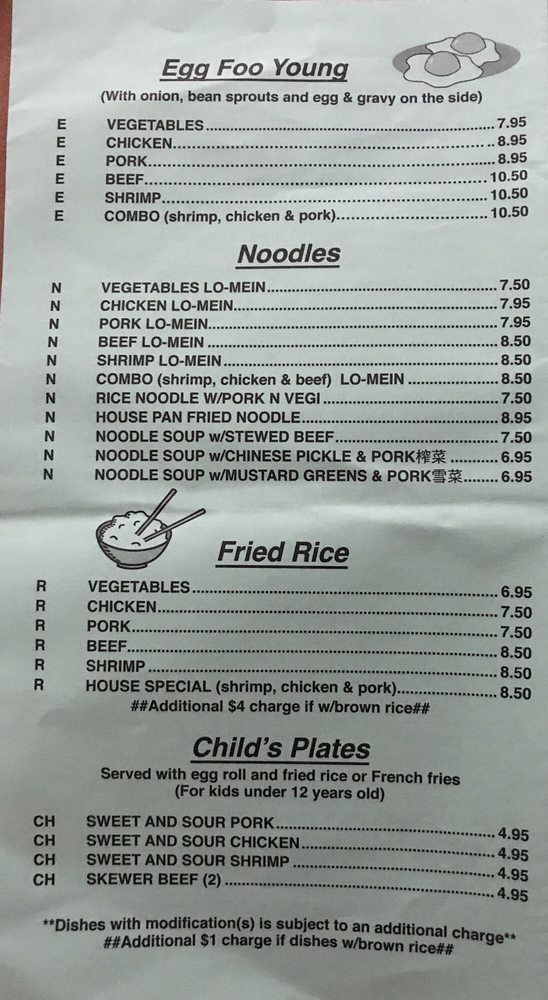 Egg Foo Young
(With onion, bean sprouts and egg & gravy on the side)
E VEGETABLES 7.95
E CHICKEN 8.95
E PORK 8.95
E BEEF 10.50
E SHRIMP 10.50
E COMBO (shrimp, chicken & pork) 10.50
Noodles
N VEGETABLES LO-MEIN 7.50
N CHICKEN LO-MEIN 7.95
N PORK LO-MEIN 7.95
N BEEF LO-MEIN 8.50
N SHRIMP LO-MEIN 8.50
N COMBO (shrimp, chicken & beef) LO-MEIN 8.50
N RICE NOODLE W/PORK N VEGI 7.50
N HOUSE PAN FRIED NOODLE 8.95
N NOODLE SOUP w/STEWED BEEF 7.50
N NOODLE SOUP w/CHINESE PICKLE & PORK榨菜 6.95
N NOODLE SOUP w/MUSTARD GREENS & PORK雪菜 6.95
Fried Rice
R VEGETABLES 6.95
R CHICKEN 7.50
R PORK 7.50
R BEEF 8.50
R SHRIMP 8.50
R HOUSE SPECIAL (shrimp, chicken & pork) 8.50
##Additional $4 charge if w/brown rice##
Child's Plates
Served with egg roll and fried rice or French fries
(For kids under 12 years old)
CH SWEET AND SOUR PORK 4.95
CH SWEET AND SOUR CHICKEN 4.95
CH SWEET AND SOUR SHRIMP 4.95
CH SKEWER BEEF (2) 4.95
**Dishes with modification(s) is subject to an additional charge**
##Additional $1 charge if dishes w/brown rice##